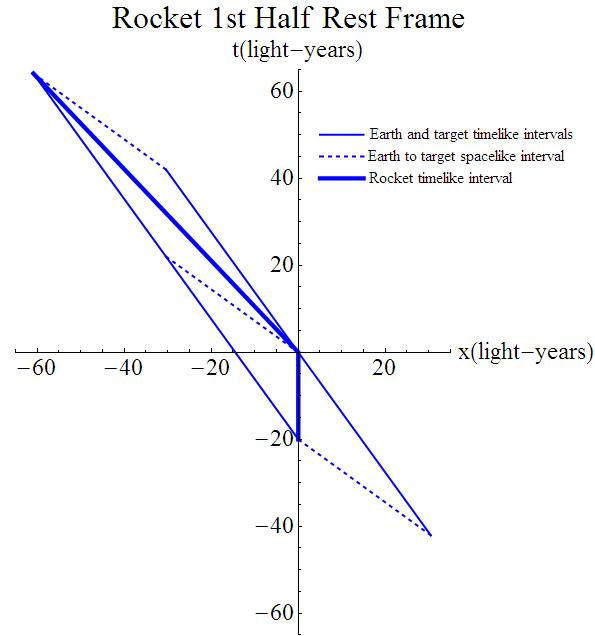 Rocket 1st Half Rest Frame
t(light−years)
60
Earth and target timelike intervals
Earth to target spacelike interval
Rocket timelike interval
40
20
x(light−years)
−60 −40 −20 20
−20
−40
−60